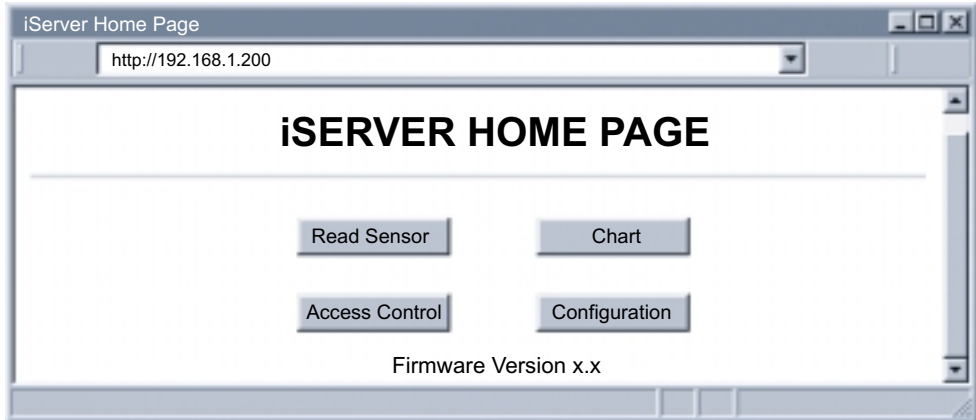 iServer Home Page
http://192.168.1.200
iSERVER HOME PAGE
Read Sensor Chart
Access Control Configuration
Firmware Version x.x